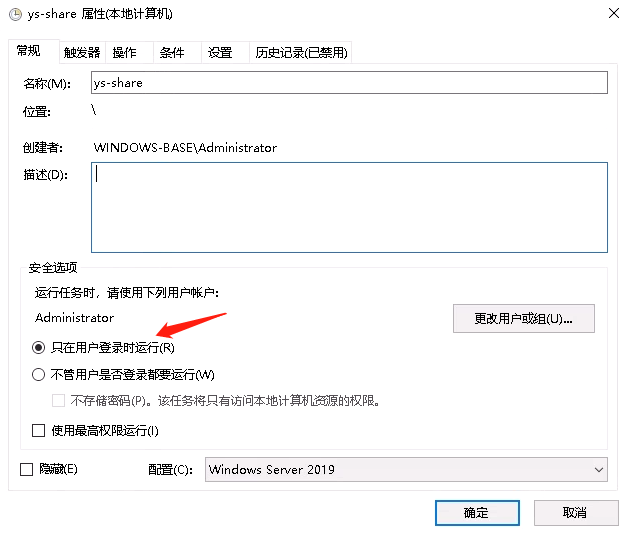 ys-share 属性(本地计算机)
常规 触发器 操作 条件 设置 历史记录(已禁用)
名称(M): ys-share
位置: \
创建者: WINDOWS-BASE\Administrator
描述(D):
安全选项
运行任务时，请使用下列用户帐户:
Administrator 更改用户或组(U)...
只在用户登录时运行(R)
不管用户是否登录都要运行(W)
不存储密码(P)。该任务将只有访问本地计算机资源的权限。
使用最高权限运行(I)
隐藏(E) 配置(C): Windows Server 2019
确定 取消